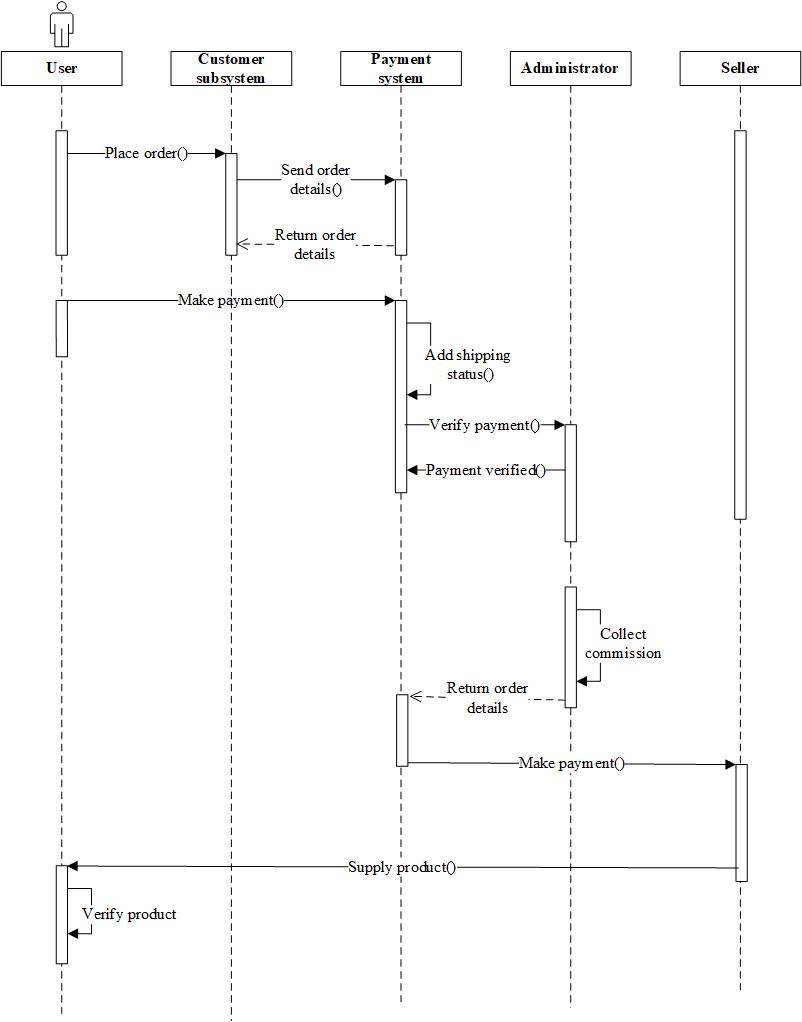 User
Customer
subsystem
Payment
system
Administrator
Seller
Place order()
Send order
details()
Return order
details
Make payment()
Add shipping
status()
Verify payment()
Payment verified()
Collect
commission
Return order
details
Make payment()
Supply product()
Verify product